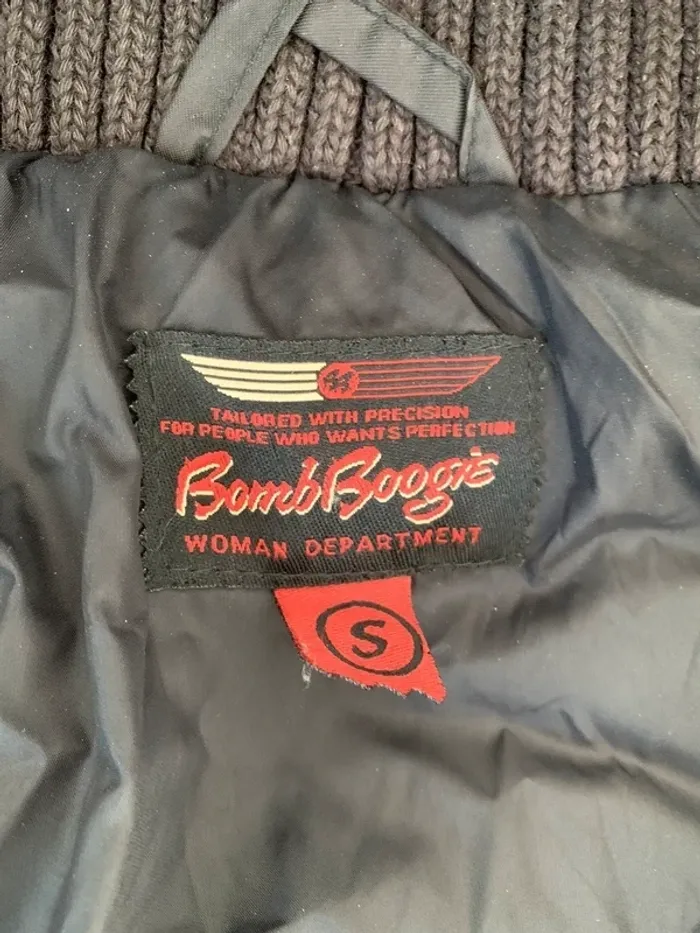 TAILORED WITH PRECISION
FOR PEOPLE WHO WANTS PERFECTION
BombBoogie
WOMAN DEPARTMENT
S